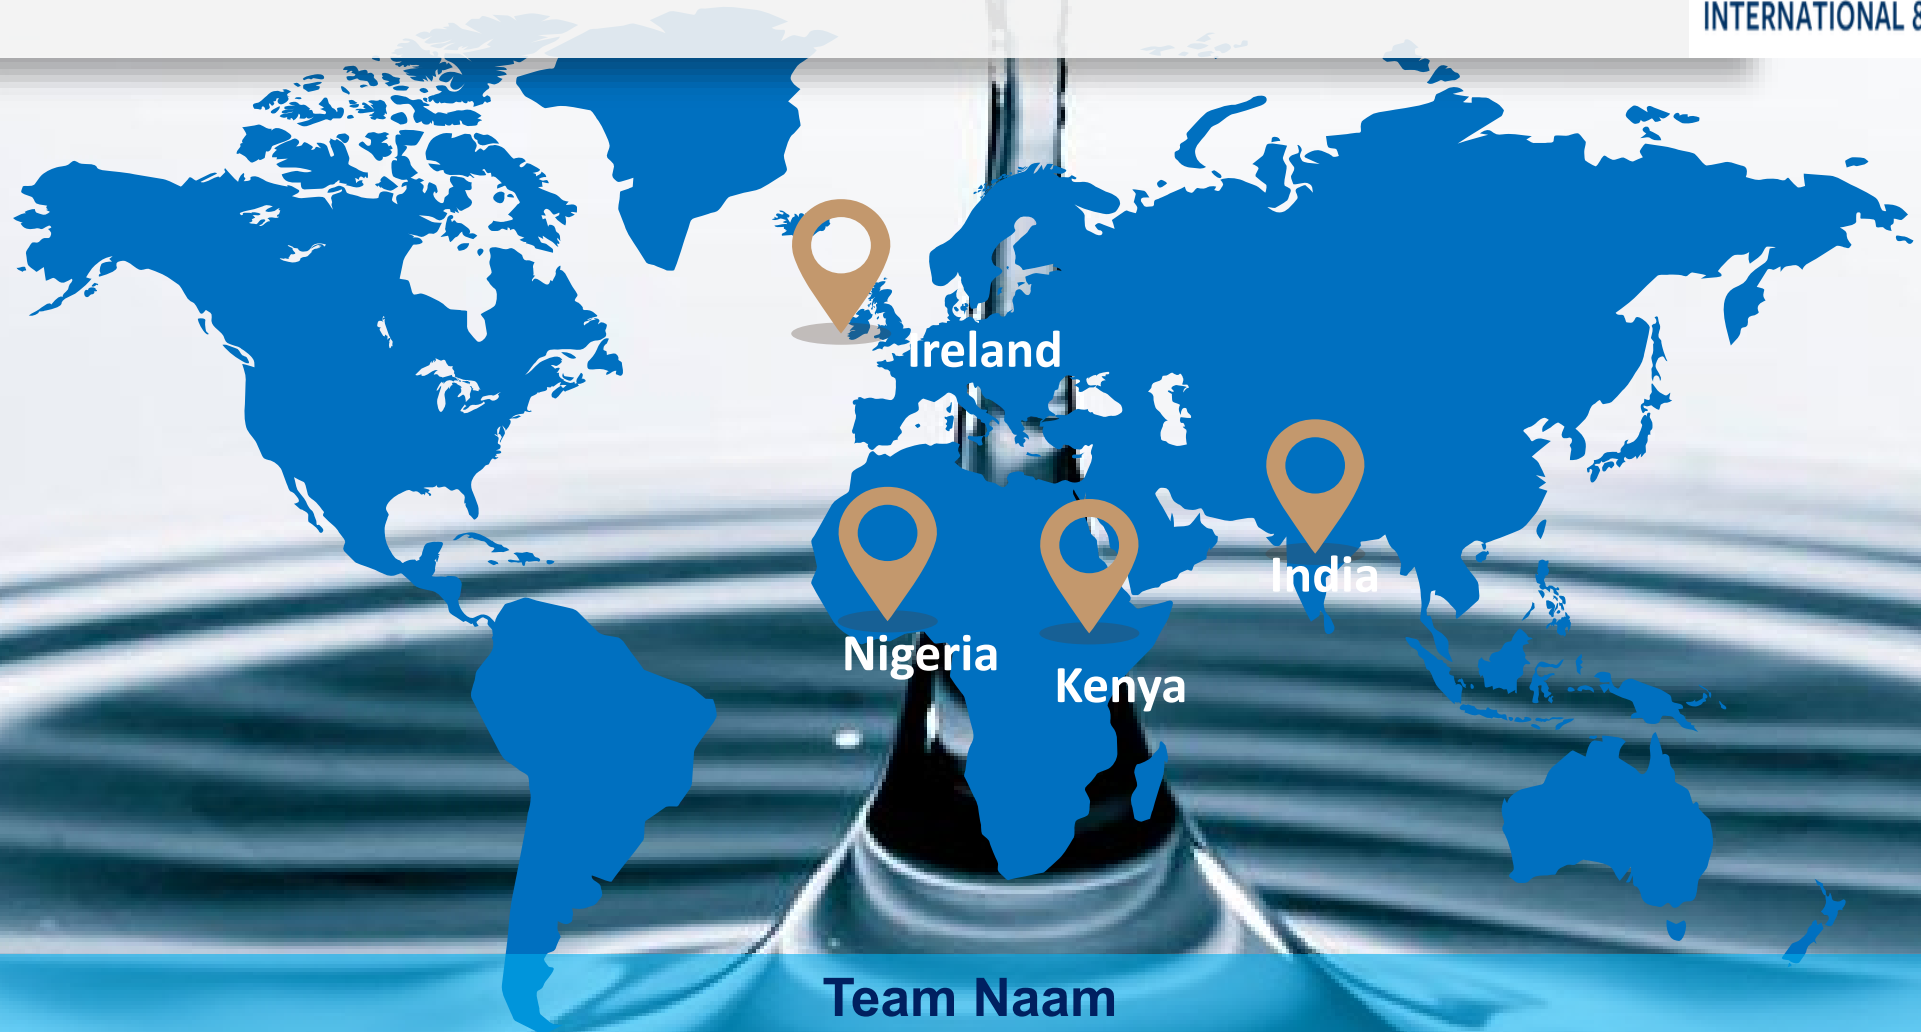 INTERNATIONAL &
Ireland
India
Nigeria
Kenya
Team Naam